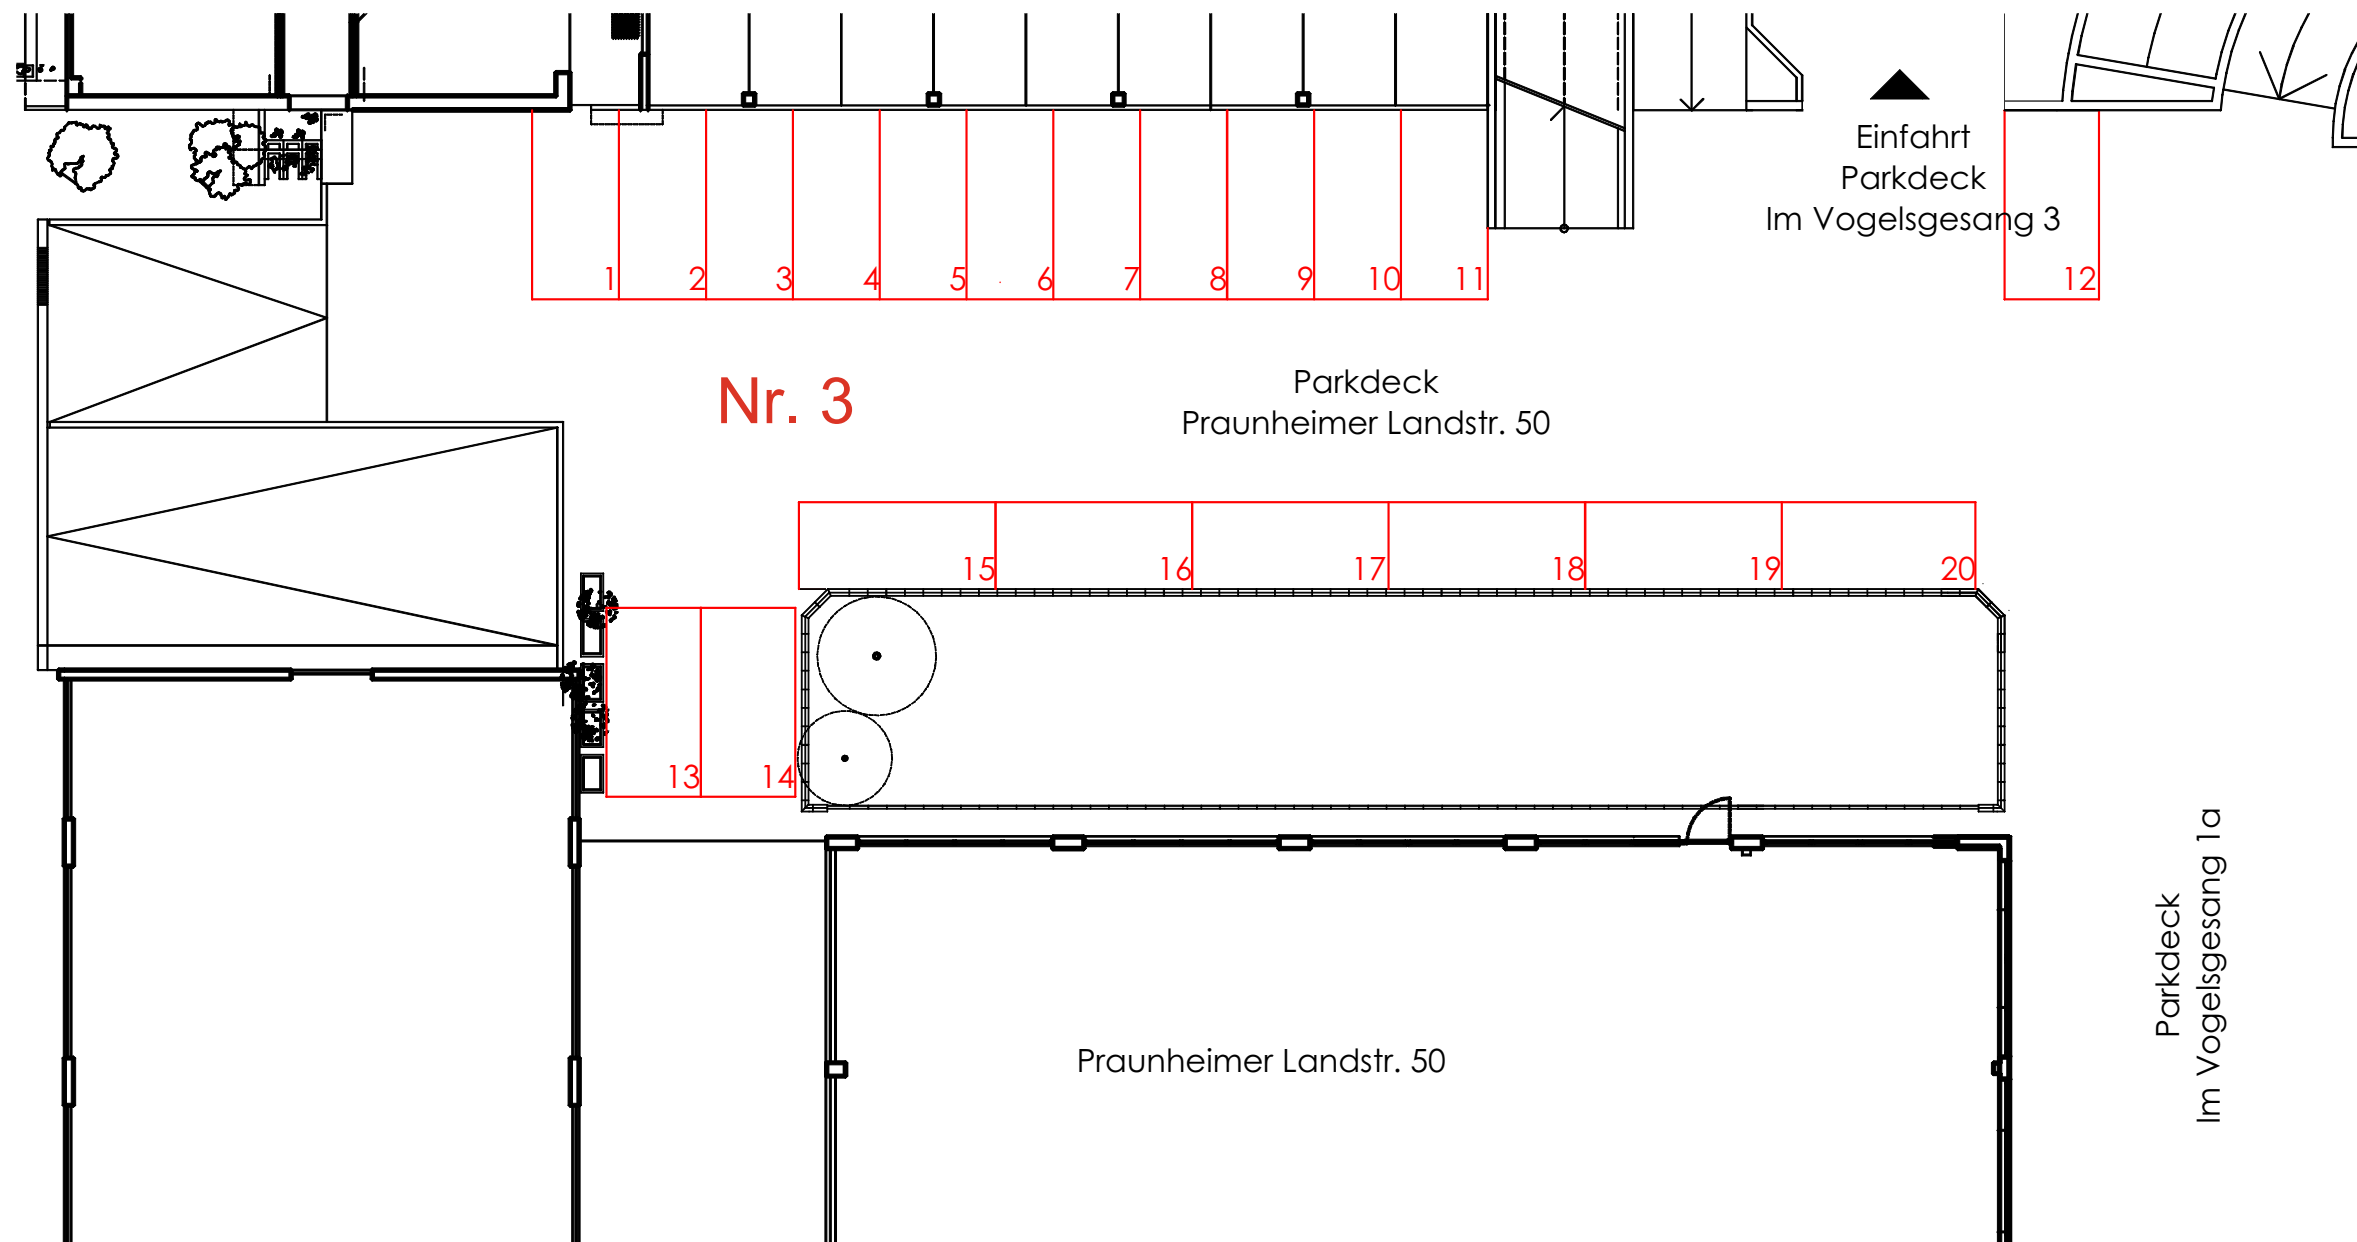 Einfahrt
Parkdeck
Im Vogelsgesang 3
1 2 3 4 5 6 7 8 9 10 11 12
Nr. 3
Parkdeck
Praunheimer Landstr. 50
15 16 17 18 19 20
13 14
Praunheimer Landstr. 50
Parkdeck
Im Vogelsgesang 1a